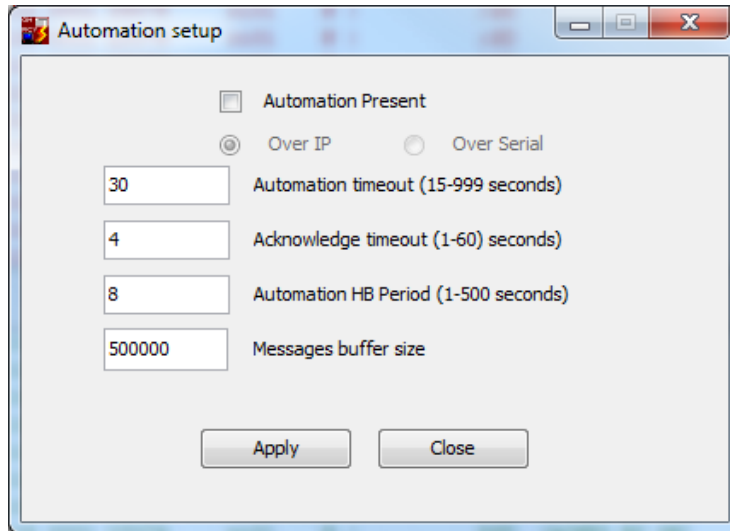 Automation setup
Automation Present
Over IP Over Serial
30 Automation timeout (15-999 seconds)
4 Acknowledge timeout (1-60) seconds)
8 Automation HB Period (1-500 seconds)
500000 Messages buffer size
Apply Close